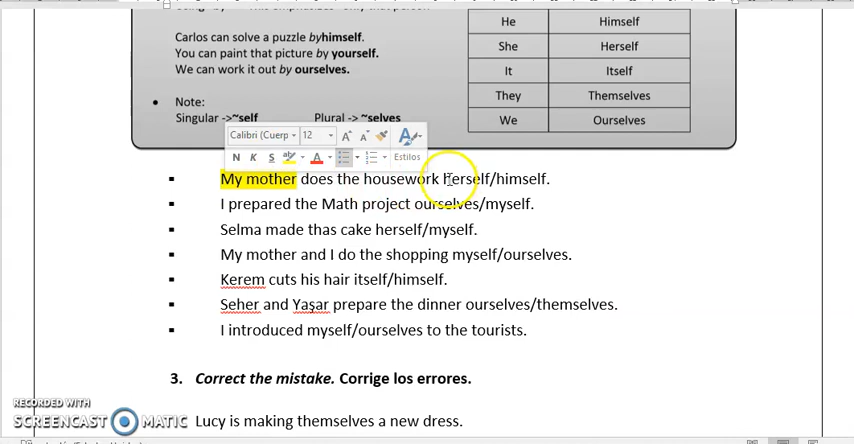 He Himself
Carlos can solve a puzzle byhimself.
She Herself
You can paint that picture by yourself.
We can work it out by ourselves.
It Itself
They Themselves
Note:
Singular ->~self Plural -> ~selves
We Ourselves
Calibri (Cuerp 12
N K S Estilos
My mother does the housework herself/himself.
I prepared the Math project ourselves/myself.
Selma made thas cake herself/myself.
My mother and I do the shopping myself/ourselves.
Kerem cuts his hair itself/himself.
Seher and Yaşar prepare the dinner ourselves/themselves.
I introduced myself/ourselves to the tourists.
3. Correct the mistake. Corrige los errores.
RECORDED WITH
SCREENCAST MATIC
Lucy is making themselves a new dress.